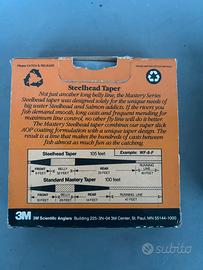 Please CATCH & RELEASE
Steelhead Taper
Not just another long belly line, the Mastery Series
Steelhead taper was designed solely for the unique needs of
big water Steelhead and Salmon addicts. If the rivers you
fish demand smooth, long casts and frequent mending
for maximum line control, no other fly line will do it better.
The Mastery Steelhead taper combines our super slick
AOP coating formulation with a unique taper design. The
result is a line that makes the hundreds of casts between
fish almost as much fun as the catching.
Steelhead Taper 105 feet Example: WF-8-F
FRONT BELLY REAR RUNNING LINE
Standard Mastery Taper 100 feet
FRONT BELLY REAR RUNNING LINE
3M 3M Scientific Anglers Building 225-3N-04 3M Center, St. Paul, MN 55144-1000
subito